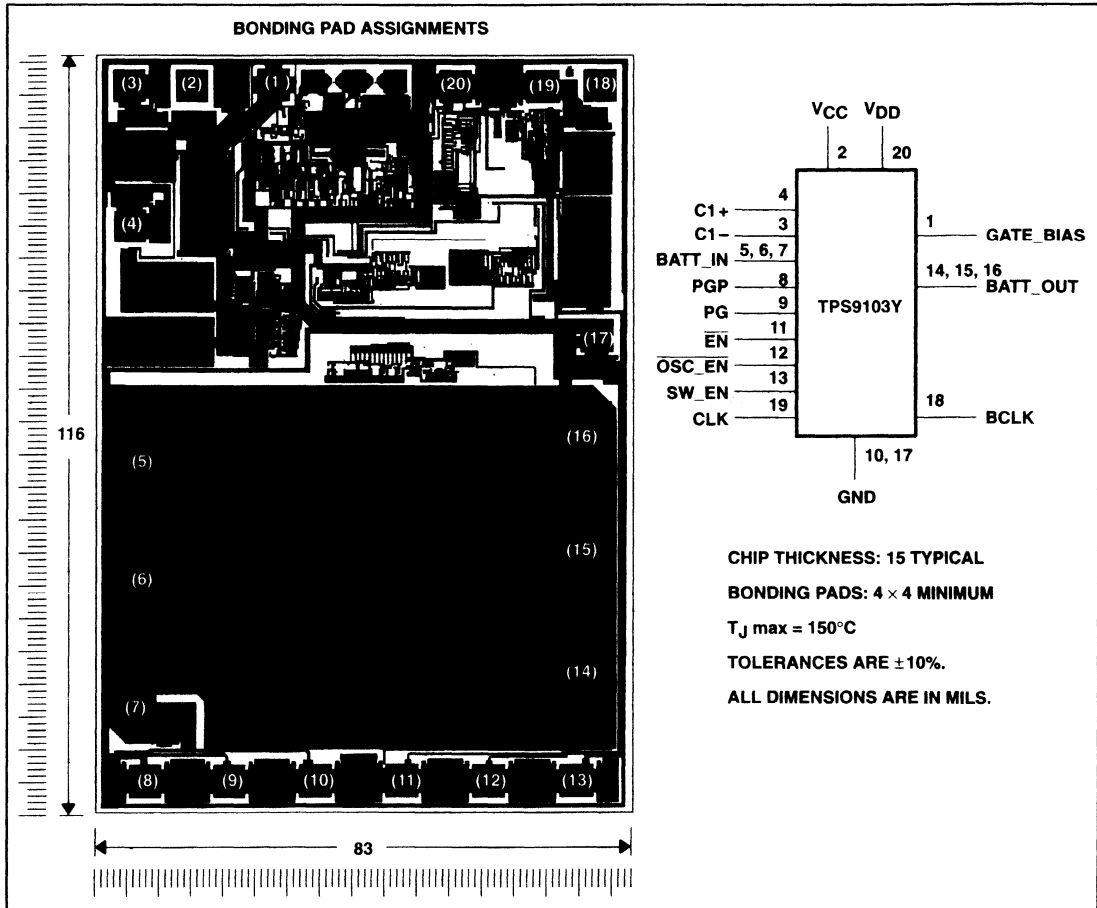 BONDING PAD ASSIGNMENTS
(3) (2) (1) (20) (19) (18)
(4)
(17)
(16)
(5)
(15)
(6)
(14)
(7)
(8) (9) (10) (11) (12) (13)
116
83
VCC VDD
2 20
4
C1+
3
C1−
5, 6, 7
BATT_IN
8
PGP
9
PG
11
EN
12
OSC_EN
13
SW_EN
19
CLK
TPS9103Y
1
GATE_BIAS
14, 15, 16
BATT_OUT
18
BCLK
10, 17
GND
CHIP THICKNESS: 15 TYPICAL
BONDING PADS: 4 × 4 MINIMUM
TJ max = 150°C
TOLERANCES ARE ±10%.
ALL DIMENSIONS ARE IN MILS.